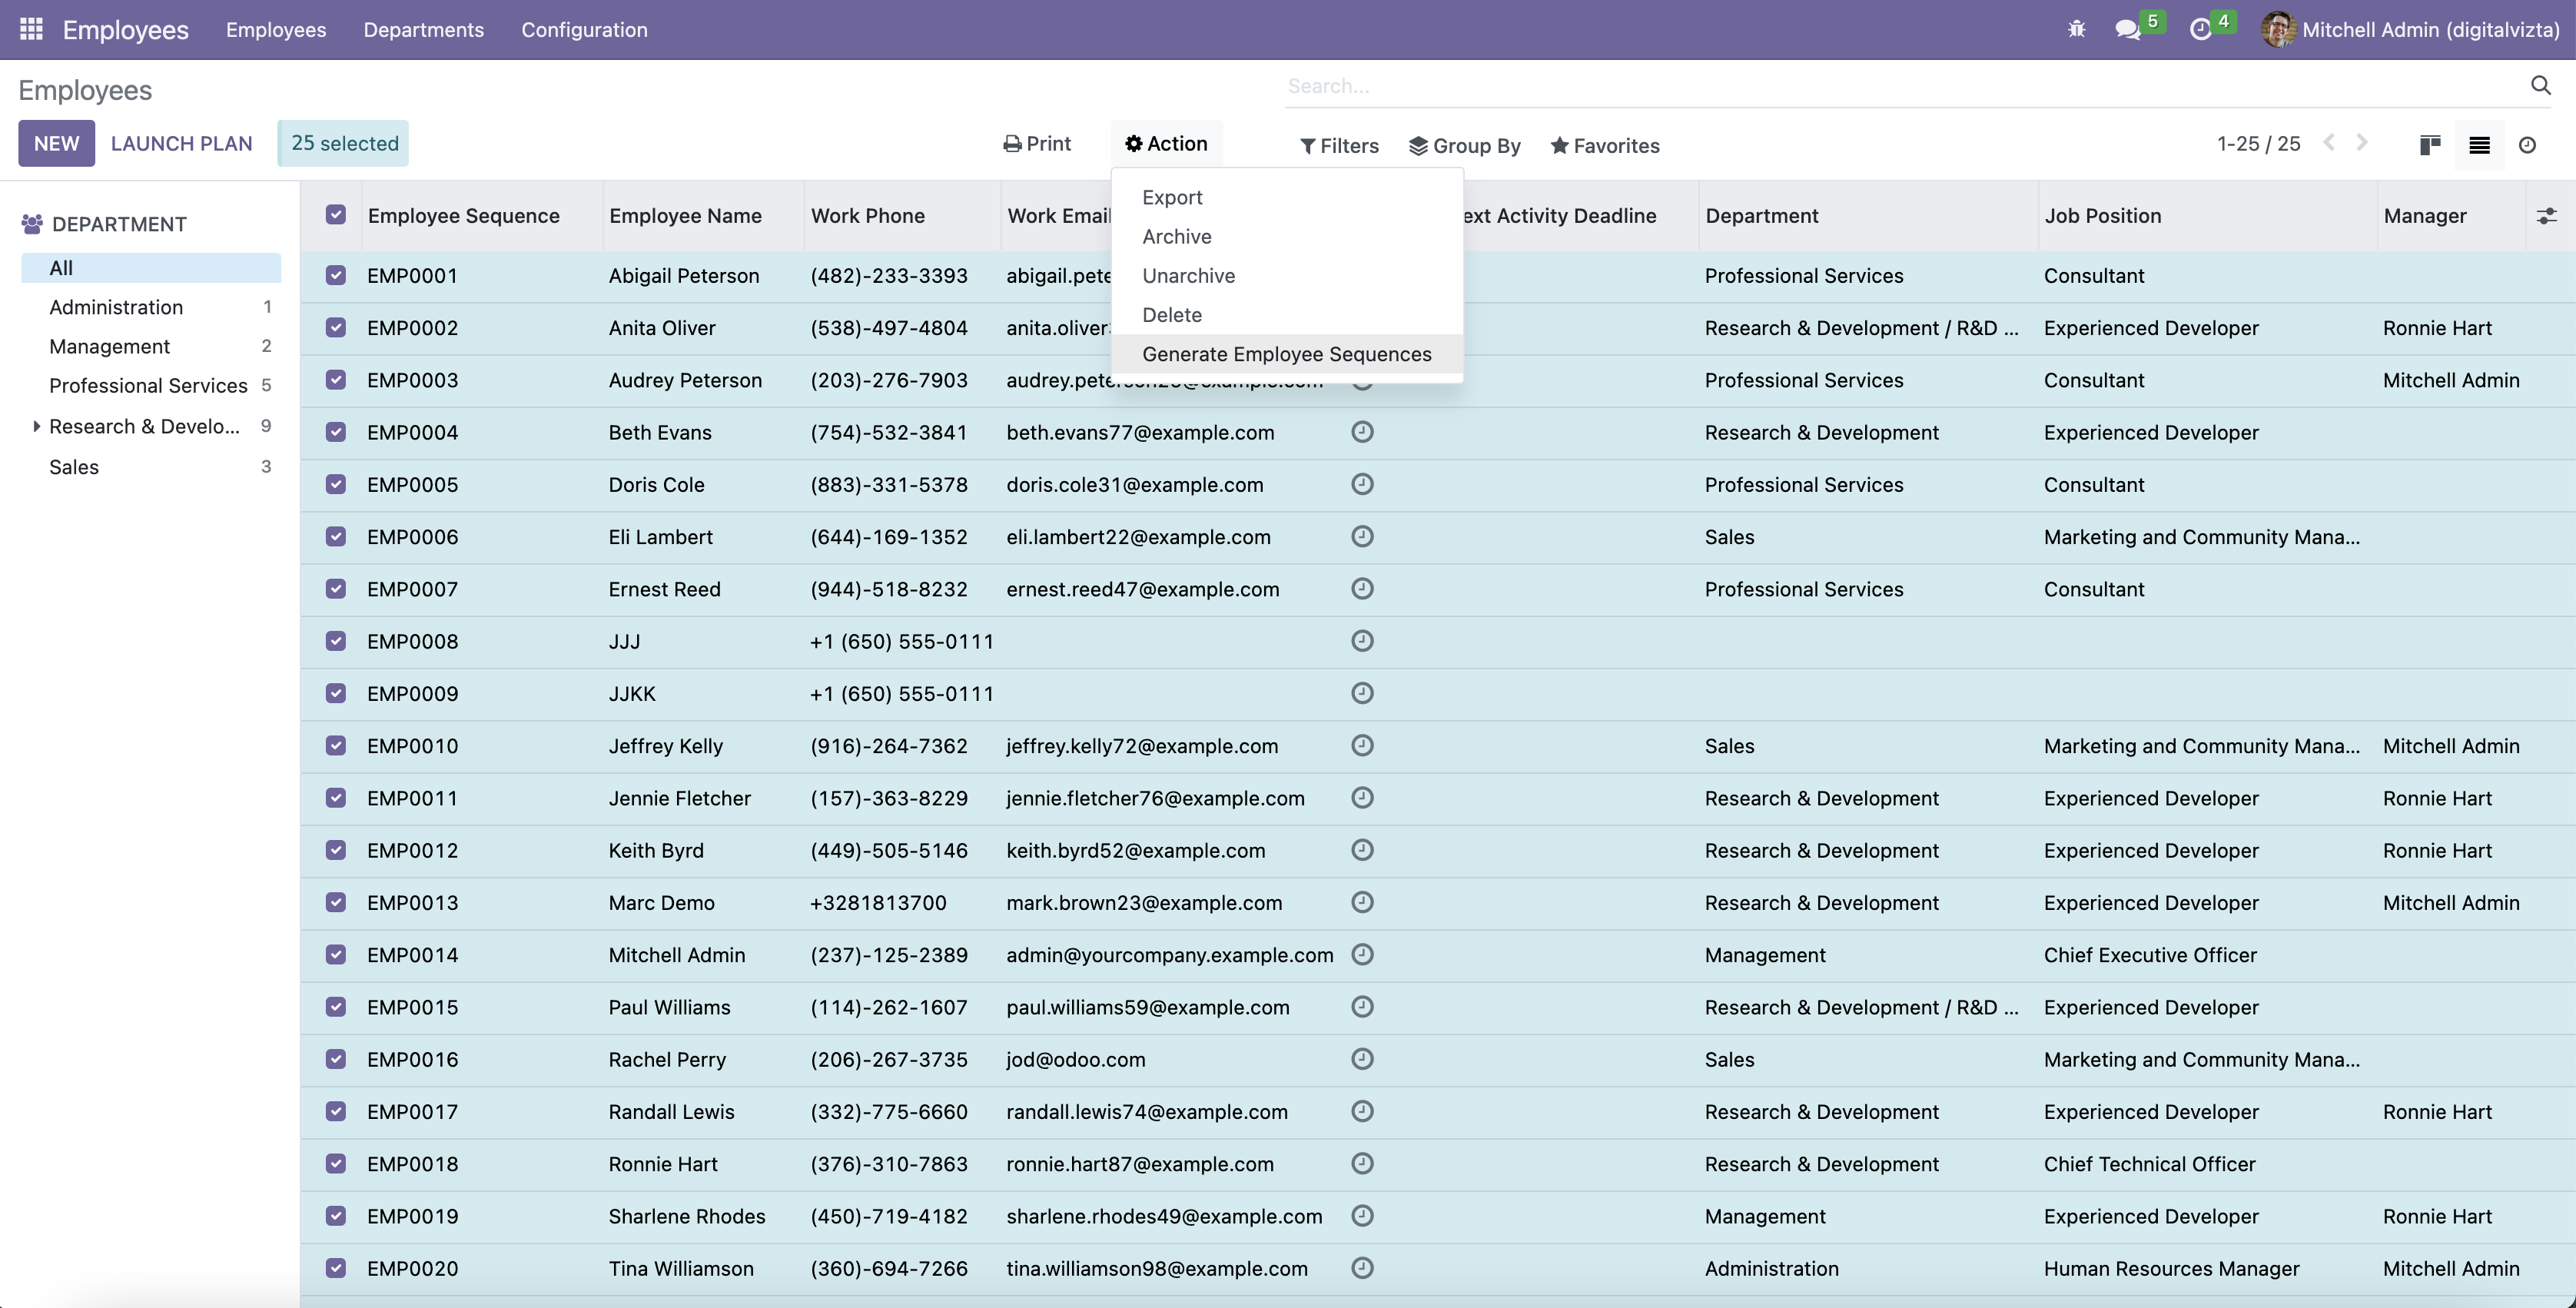 Employees Employees Departments Configuration 5 4 Mitchell Admin (digitalvizta)
Employees Search...
NEW LAUNCH PLAN 25 selected Print Action Filters Group By Favorites 1-25 / 25
Export
Archive
Unarchive
Delete
Generate Employee Sequences
DEPARTMENT
All
Administration 1
Management 2
Professional Services 5
Research & Develo... 9
Sales 3
Employee Sequence Employee Name Work Phone Work Email ext Activity Deadline Department Job Position Manager
EMP0001 Abigail Peterson (482)-233-3393 abigail.pete Professional Services Consultant
EMP0002 Anita Oliver (538)-497-4804 anita.oliver Research & Development / R&D ... Experienced Developer Ronnie Hart
EMP0003 Audrey Peterson (203)-276-7903 audrey.peterson25@example.com Professional Services Consultant Mitchell Admin
EMP0004 Beth Evans (754)-532-3841 beth.evans77@example.com Research & Development Experienced Developer
EMP0005 Doris Cole (883)-331-5378 doris.cole31@example.com Professional Services Consultant
EMP0006 Eli Lambert (644)-169-1352 eli.lambert22@example.com Sales Marketing and Community Mana...
EMP0007 Ernest Reed (944)-518-8232 ernest.reed47@example.com Professional Services Consultant
EMP0008 JJJ +1 (650) 555-0111
EMP0009 JJKK +1 (650) 555-0111
EMP0010 Jeffrey Kelly (916)-264-7362 jeffrey.kelly72@example.com Sales Marketing and Community Mana... Mitchell Admin
EMP0011 Jennie Fletcher (157)-363-8229 jennie.fletcher76@example.com Research & Development Experienced Developer Ronnie Hart
EMP0012 Keith Byrd (449)-505-5146 keith.byrd52@example.com Research & Development Experienced Developer Ronnie Hart
EMP0013 Marc Demo +3281813700 mark.brown23@example.com Research & Development Experienced Developer Mitchell Admin
EMP0014 Mitchell Admin (237)-125-2389 admin@yourcompany.example.com Management Chief Executive Officer
EMP0015 Paul Williams (114)-262-1607 paul.williams59@example.com Research & Development / R&D ... Experienced Developer
EMP0016 Rachel Perry (206)-267-3735 jod@odoo.com Sales Marketing and Community Mana...
EMP0017 Randall Lewis (332)-775-6660 randall.lewis74@example.com Research & Development Experienced Developer Ronnie Hart
EMP0018 Ronnie Hart (376)-310-7863 ronnie.hart87@example.com Research & Development Chief Technical Officer
EMP0019 Sharlene Rhodes (450)-719-4182 sharlene.rhodes49@example.com Management Experienced Developer Ronnie Hart
EMP0020 Tina Williamson (360)-694-7266 tina.williamson98@example.com Administration Human Resources Manager Mitchell Admin